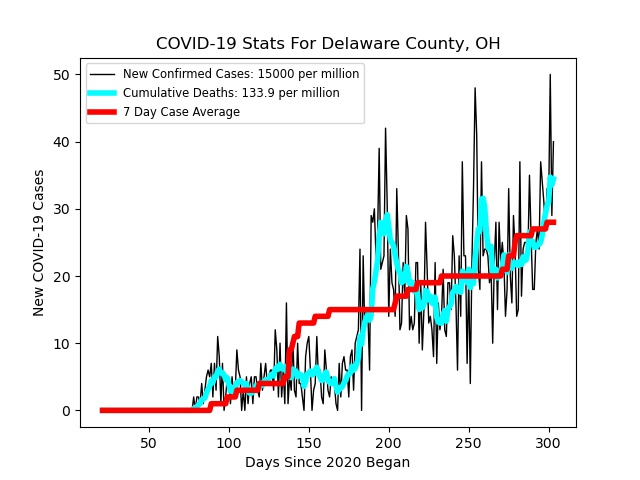 COVID-19 Stats For Delaware County, OH
New Confirmed Cases: 15000 per million
Cumulative Deaths: 133.9 per million
7 Day Case Average
New COVID-19 Cases
50
40
30
20
10
0
50 100 150 200 250 300
Days Since 2020 Began